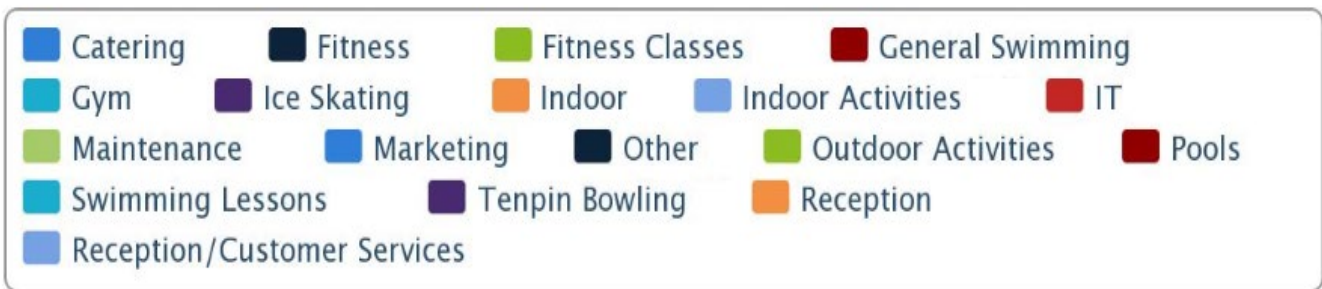 Catering Fitness Fitness Classes General Swimming
Gym Ice Skating Indoor Indoor Activities IT
Maintenance Marketing Other Outdoor Activities Pools
Swimming Lessons Tenpin Bowling Reception
Reception/Customer Services